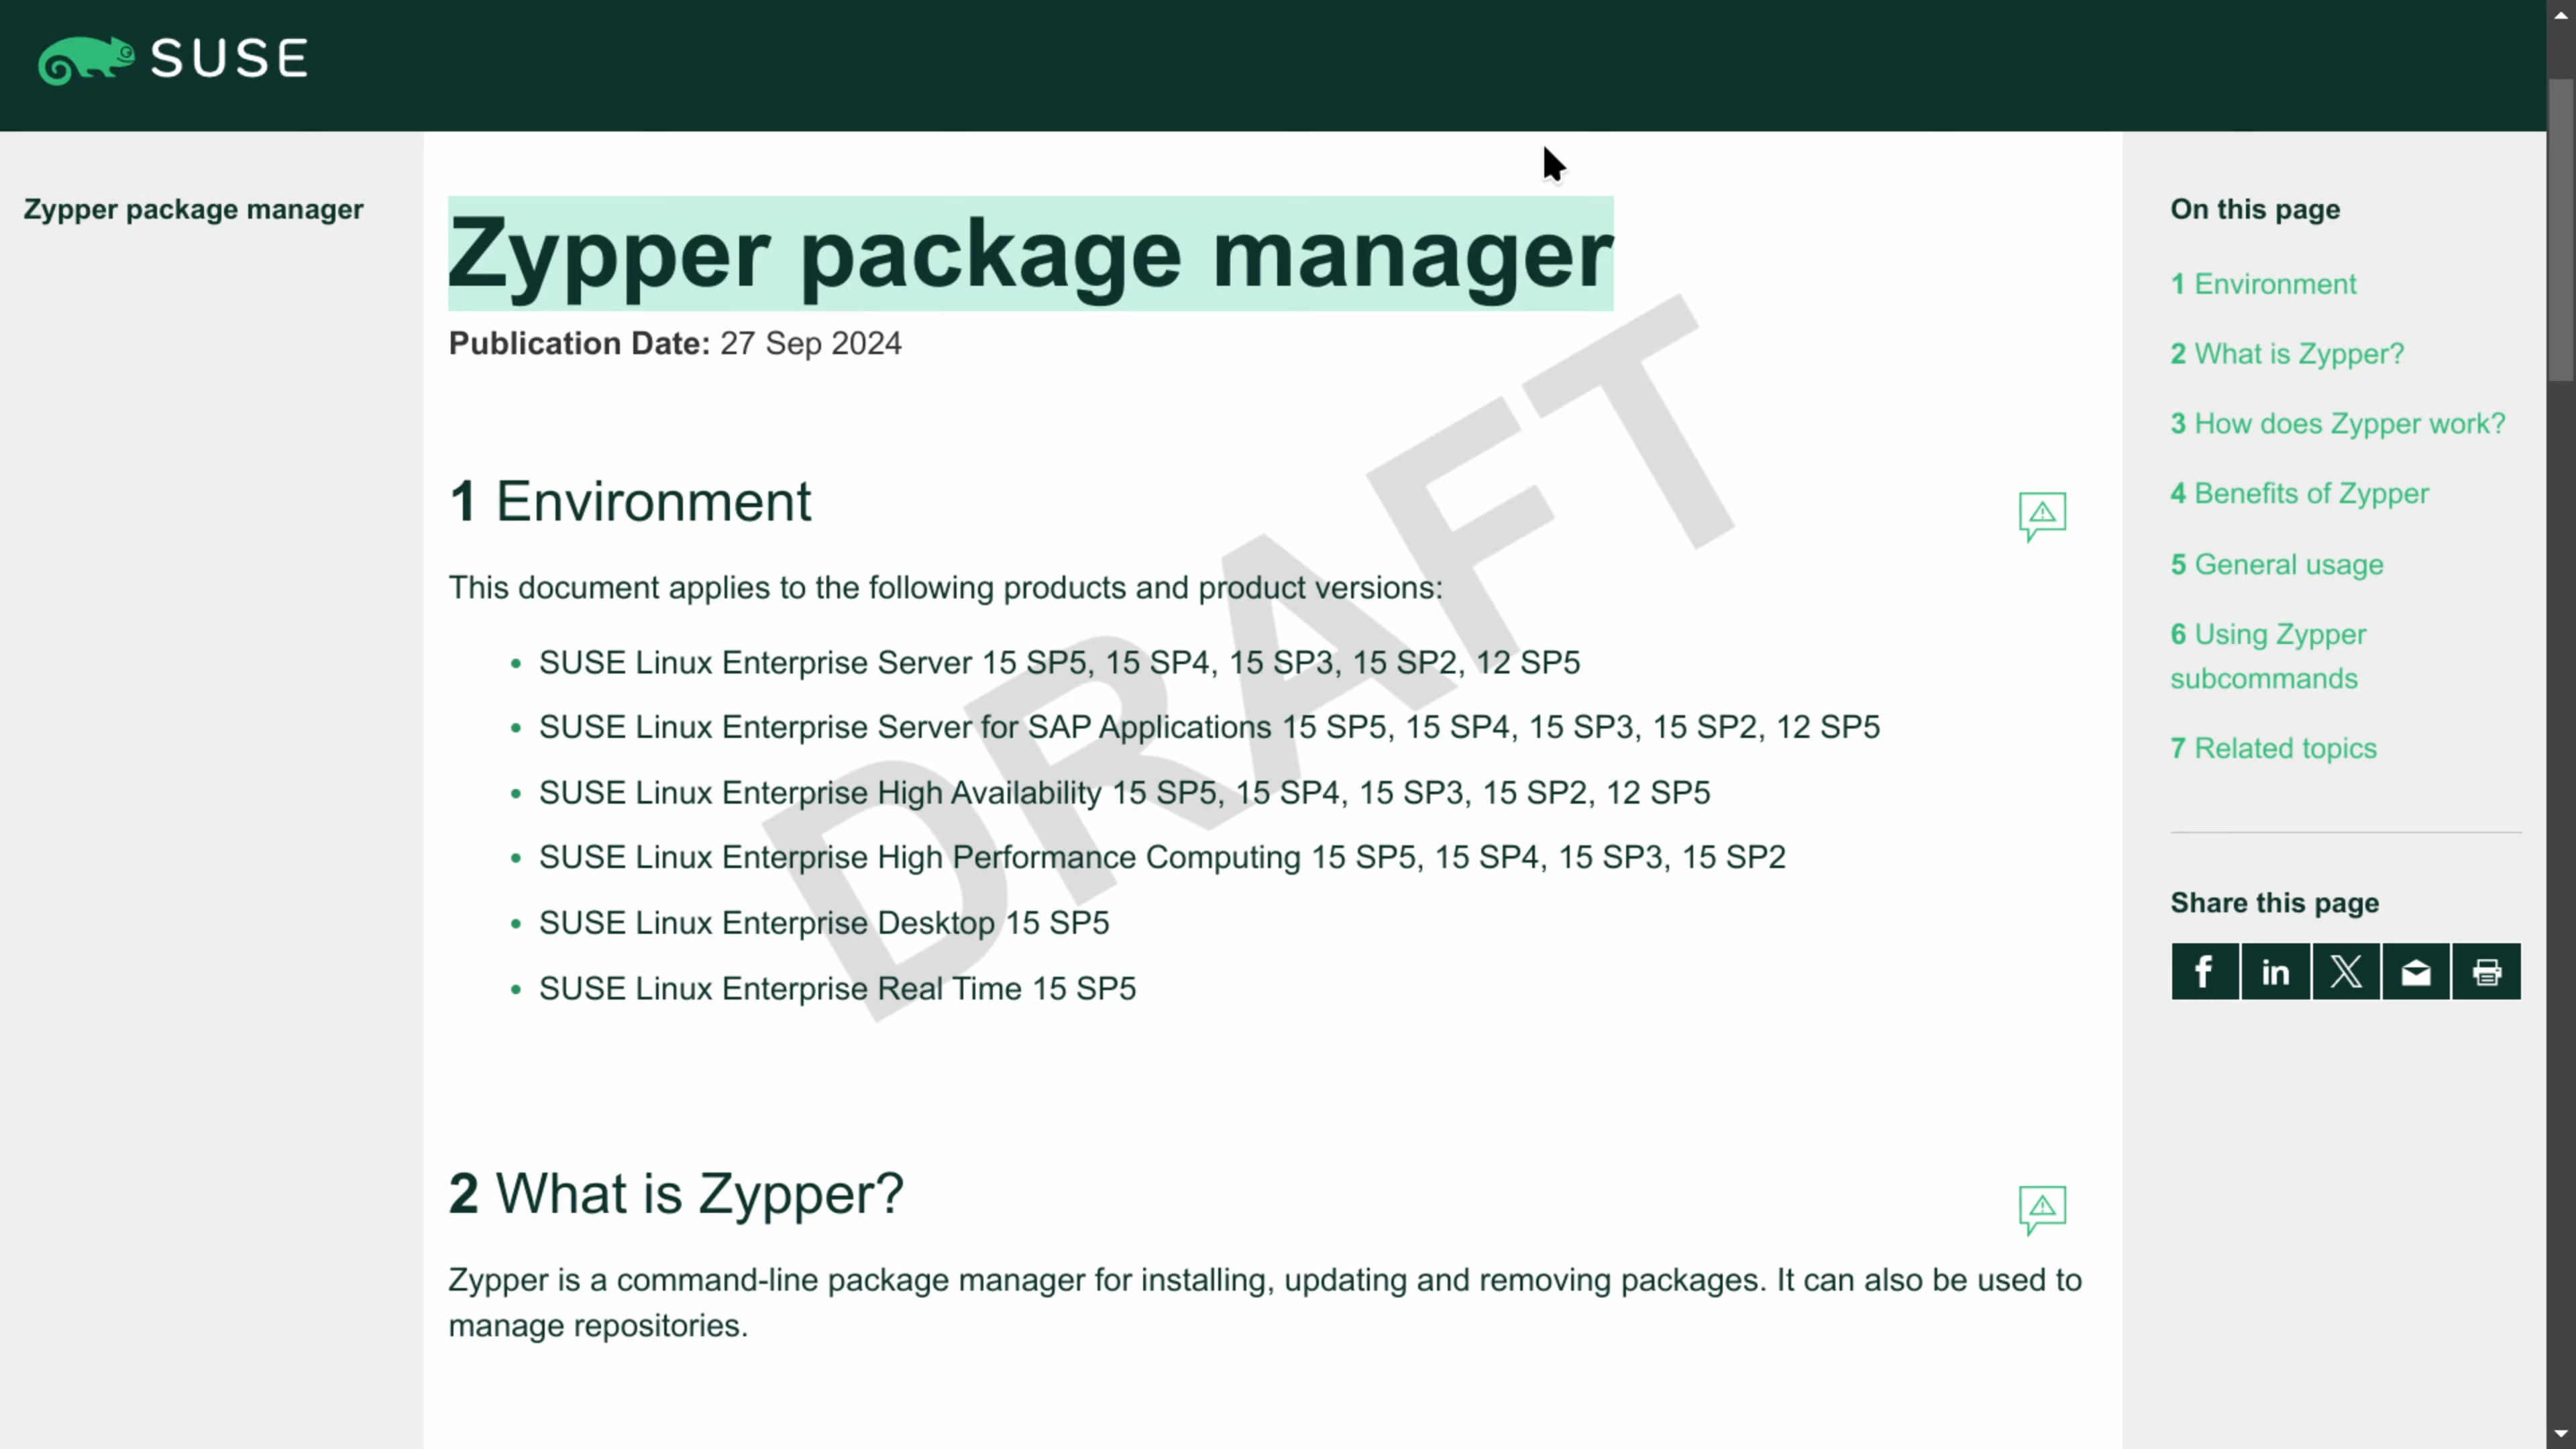 SUSE
Zypper package manager
Zypper package manager
Publication Date: 27 Sep 2024
1 Environment
This document applies to the following products and product versions:
• SUSE Linux Enterprise Server 15 SP5, 15 SP4, 15 SP3, 15 SP2, 12 SP5
• SUSE Linux Enterprise Server for SAP Applications 15 SP5, 15 SP4, 15 SP3, 15 SP2, 12 SP5
• SUSE Linux Enterprise High Availability 15 SP5, 15 SP4, 15 SP3, 15 SP2, 12 SP5
• SUSE Linux Enterprise High Performance Computing 15 SP5, 15 SP4, 15 SP3, 15 SP2
• SUSE Linux Enterprise Desktop 15 SP5
• SUSE Linux Enterprise Real Time 15 SP5
DRAFT
2 What is Zypper?
Zypper is a command-line package manager for installing, updating and removing packages. It can also be used to
manage repositories.
On this page
1 Environment
2 What is Zypper?
3 How does Zypper work?
4 Benefits of Zypper
5 General usage
6 Using Zypper
subcommands
7 Related topics
Share this page